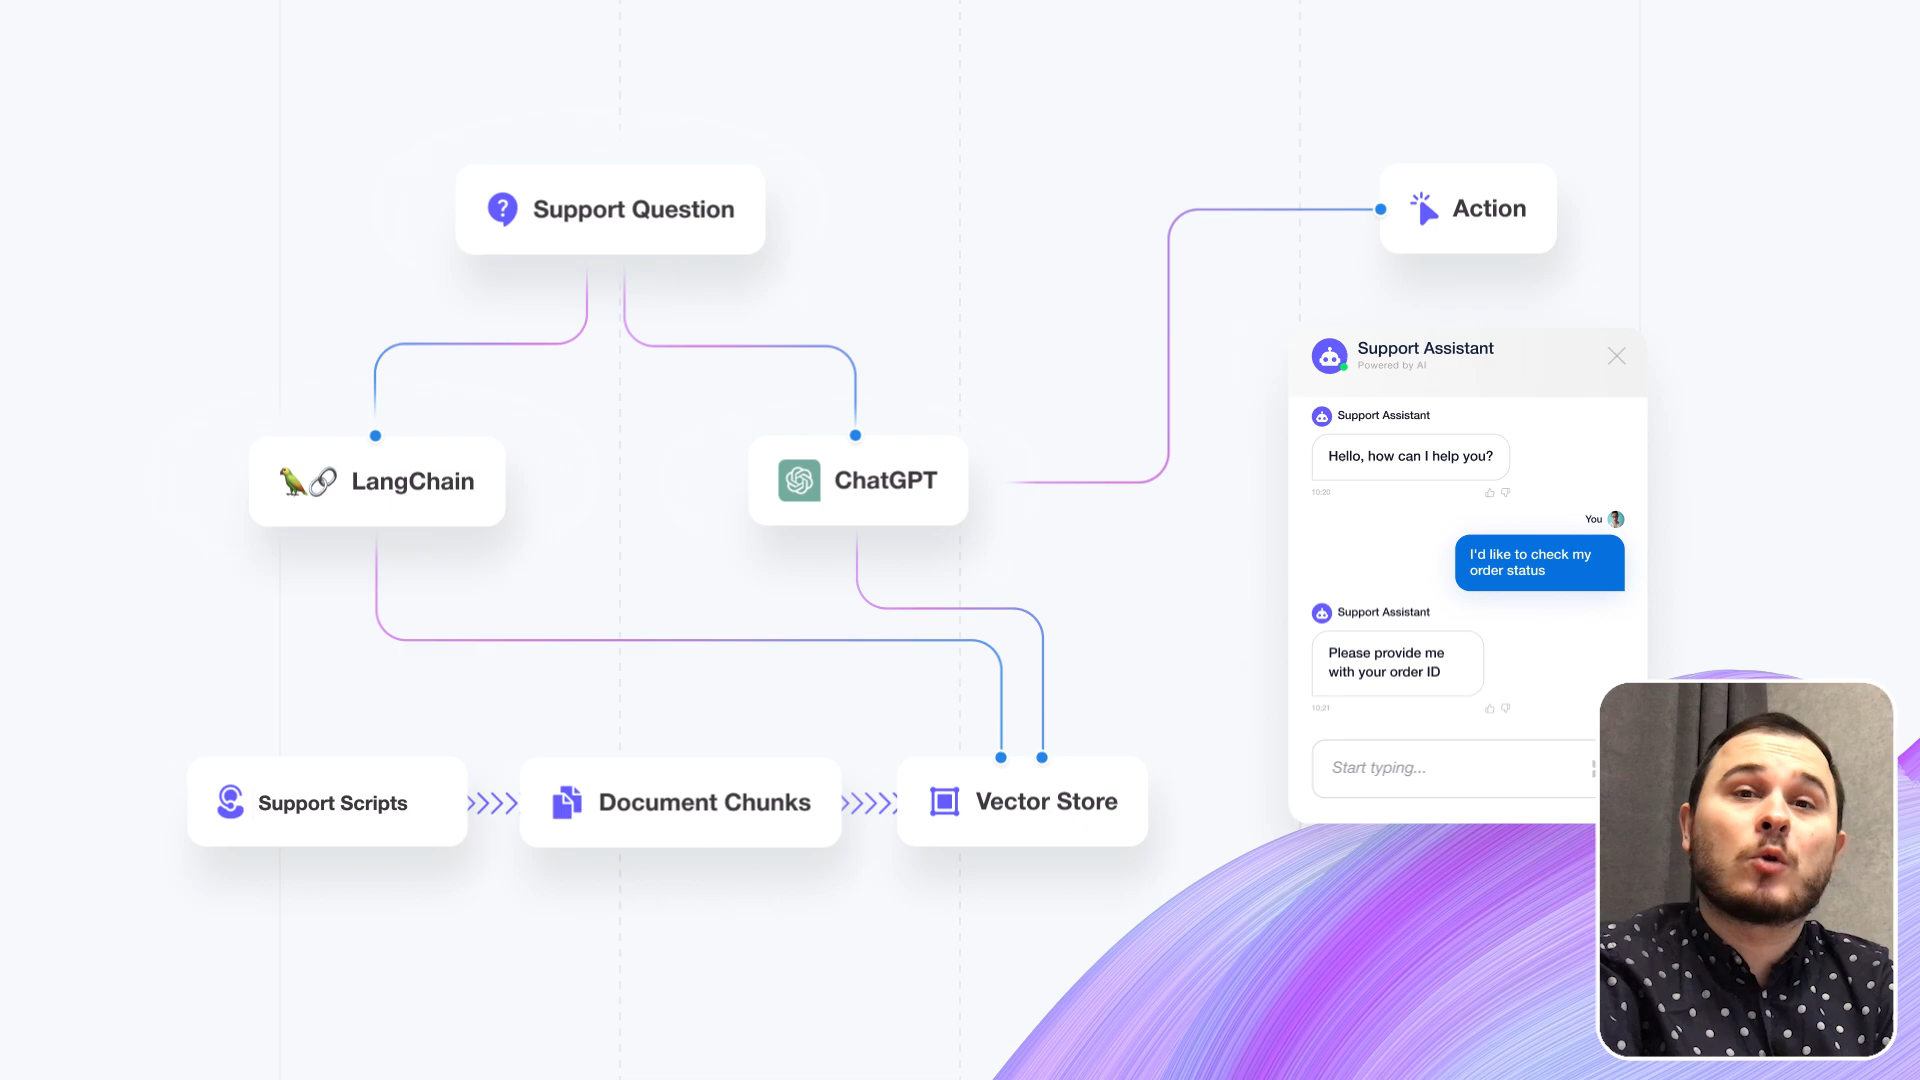 Support Question
Action
LangChain
ChatGPT
Support Scripts
Document Chunks
Vector Store
Support Assistant
Powered by AI
Support Assistant
Hello, how can I help you?
10:20
You
I'd like to check my
order status
Support Assistant
Please provide me
with your order ID
10:21
Start typing...